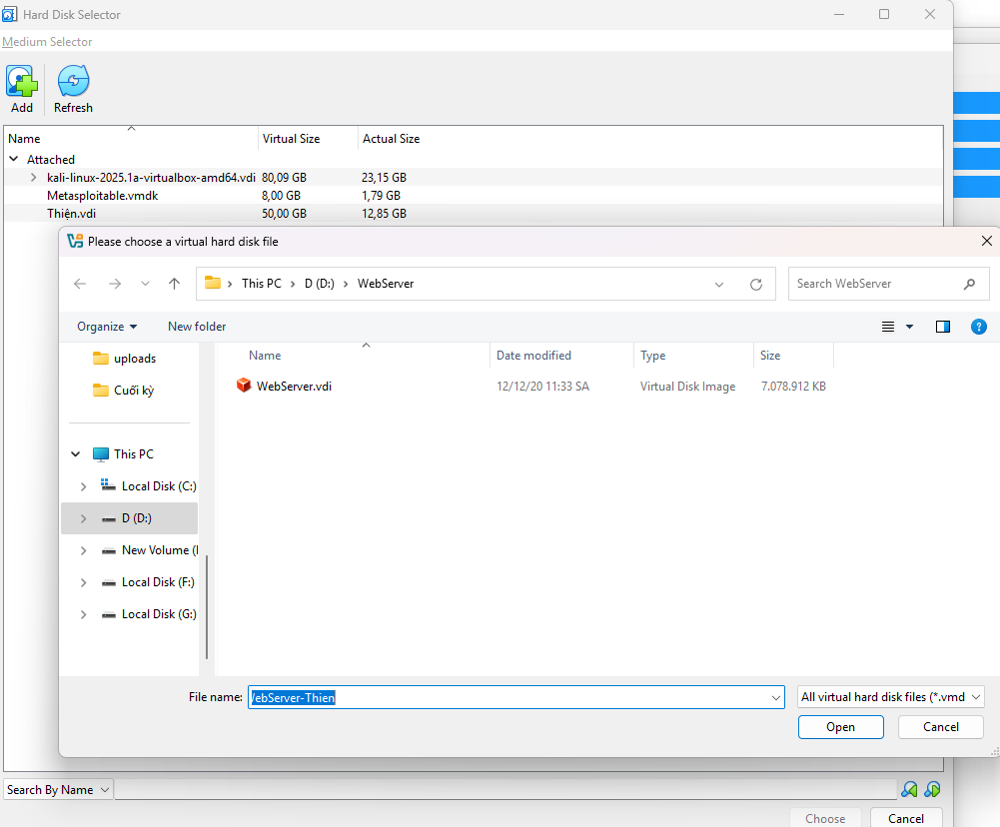 Hard Disk Selector
Medium Selector
Add
Refresh
Name Virtual Size Actual Size
Attached
kali-linux-2025.1a-virtualbox-amd64.vdi 80,09 GB 23,15 GB
Metasploitable.vmdk 8,00 GB 1,79 GB
Thiện.vdi 50,00 GB 12,85 GB
Please choose a virtual hard disk file
This PC D (D:) WebServer
Search WebServer
Organize New folder
uploads
Cuối kỳ
This PC
Local Disk (C:)
D (D:)
New Volume (
Local Disk (F:)
Local Disk (G:)
Name Date modified Type Size
WebServer.vdi 12/12/20 11:33 SA Virtual Disk Image 7.078.912 KB
File name: ebServer-Thien All virtual hard disk files (*.vmd
Open Cancel
Search By Name
Choose Cancel